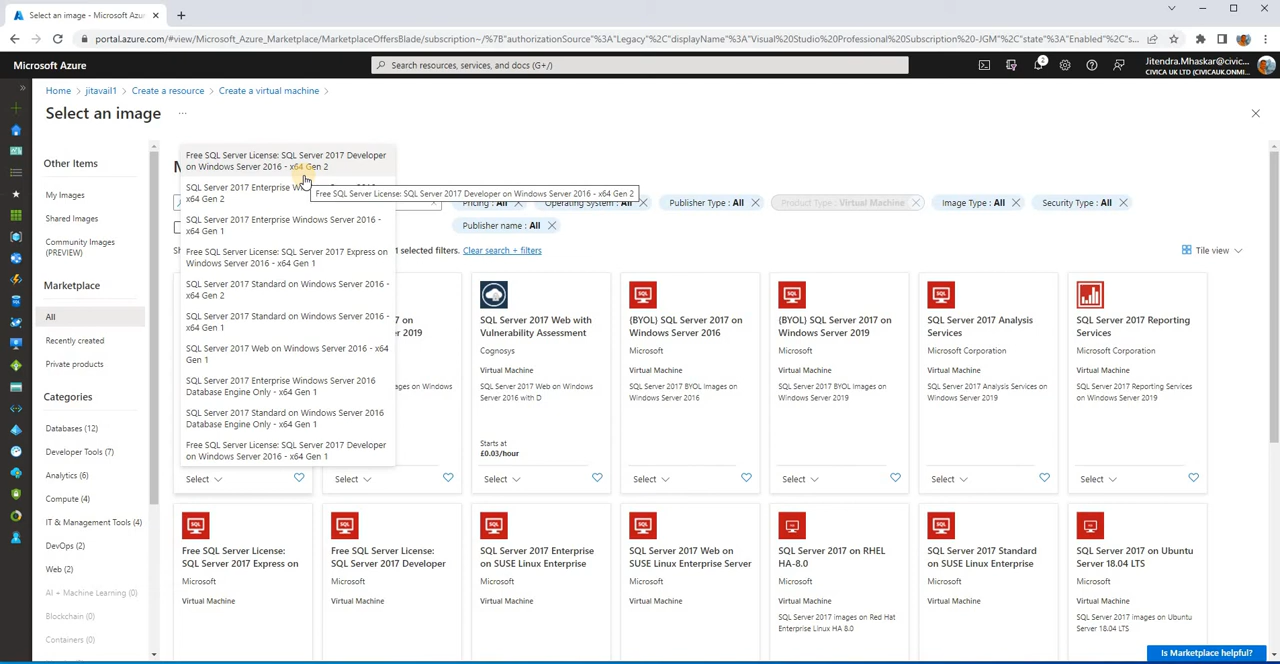 Select an image - Microsoft Azu
portal.azure.com/#view/Microsoft_Azure_Marketplace/MarketplaceOffersBlade/subscription~/%7B"authorizationSource"%3A"Legacy"%2C"displayName"%3A"Visual%20Studio%20Professional%20Subscription%20-JGM"%2C"state"%3A"Enabled"%2C"s...
Microsoft Azure
Search resources, services, and docs (G+/)
2
Jitendra.Mhaskar@civic...
CIVICA UK LTD (CIVICAUK.ONMI...
Home > jitavail1 > Create a resource > Create a virtual machine >
Select an image ...
Other Items
My Images
Shared Images
Community Images
(PREVIEW)
Marketplace
All
Recently created
Private products
Categories
Databases (12)
Developer Tools (7)
Analytics (6)
Compute (4)
IT & Management Tools (4)
DevOps (2)
Web (2)
AI + Machine Learning (0)
Blockchain (0)
Containers (0)
Free SQL Server License: SQL Server 2017 Developer
on Windows Server 2016 - x64 Gen 2
SQL Server 2017 Enterprise
x64 Gen 2
Free SQL Server License: SQL Server 2017 Developer on Windows Server 2016 - x64 Gen 2
SQL Server 2017 Enterprise Windows Server 2016 -
x64 Gen 1
Free SQL Server License: SQL Server 2017 Express on
Windows Server 2016 - x64 Gen 1
SQL Server 2017 Standard on Windows Server 2016 -
x64 Gen 2
SQL Server 2017 Standard on Windows Server 2016 -
x64 Gen 1
SQL Server 2017 Web on Windows Server 2016 - x64
Gen 1
SQL Server 2017 Enterprise Windows Server 2016
Database Engine Only - x64 Gen 1
SQL Server 2017 Standard on Windows Server 2016
Database Engine Only - x64 Gen 1
Free SQL Server License: SQL Server 2017 Developer
on Windows Server 2016 - x64 Gen 1
Pricing : All
Operating System : All
Publisher Type : All
Product Type : Virtual Machine
Image Type : All
Security Type : All
Publisher name : All
selected filters. Clear search + filters
Tile view
Select
2017 on
2019
ages on Windows
Select
SQL Server 2017 Web with
Vulnerability Assessment
Cognosys
Virtual Machine
SQL Server 2017 Web on Windows
Server 2016 with D
Starts at
£0.03/hour
Select
(BYOL) SQL Server 2017 on
Windows Server 2016
Microsoft
Virtual Machine
SQL Server 2017 BYOL Images on
Windows Server 2016
Select
(BYOL) SQL Server 2017 on
Windows Server 2019
Microsoft
Virtual Machine
SQL Server 2017 BYOL Images on
Windows Server 2019
Select
SQL Server 2017 Analysis
Services
Microsoft Corporation
Virtual Machine
SQL Server 2017 Analysis Services
on Windows Server 2019
Select
SQL Server 2017 Reporting
Services
Microsoft Corporation
Virtual Machine
SQL Server 2017 Reporting Services
on Windows Server 2019
Select
Free SQL Server License:
SQL Server 2017 Express on
Microsoft
Virtual Machine
Free SQL Server License:
SQL Server 2017 Developer
Microsoft
Virtual Machine
SQL Server 2017 Enterprise
on SUSE Linux Enterprise
Microsoft
Virtual Machine
SQL Server 2017 Web on
SUSE Linux Enterprise Server
Microsoft
Virtual Machine
SQL Server 2017 on RHEL
HA-8.0
Microsoft
Virtual Machine
SQL Server 2017 Images on Red Hat
Enterprise Linux HA 8.0
SQL Server 2017 Standard
on SUSE Linux Enterprise
Microsoft
Virtual Machine
SQL Server 2017 on Ubuntu
Server 18.04 LTS
Microsoft
Virtual Machine
SQL Server 2017 Images on Ubuntu
Server 18.04 LTS
Is Marketplace helpful?